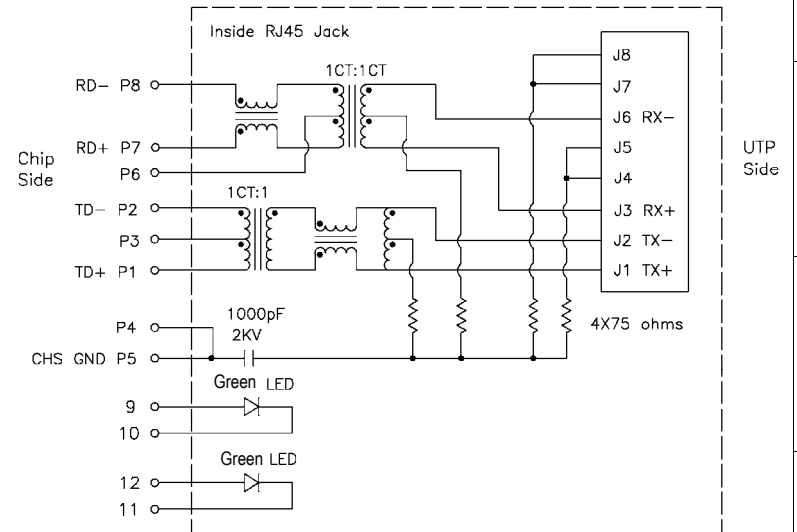 Inside RJ45 Jack
1CT:1CT
RD- P8
RD+ P7
P6
Chip
Side
1CT:1
TD- P2
P3
TD+ P1
J8
J7
J6 RX-
J5
J4
J3 RX+
J2 TX-
J1 TX+
UTP
Side
P4
1000pF
2KV
4X75 ohms
CHS GND P5
Green LED
9
10
Green LED
12
11